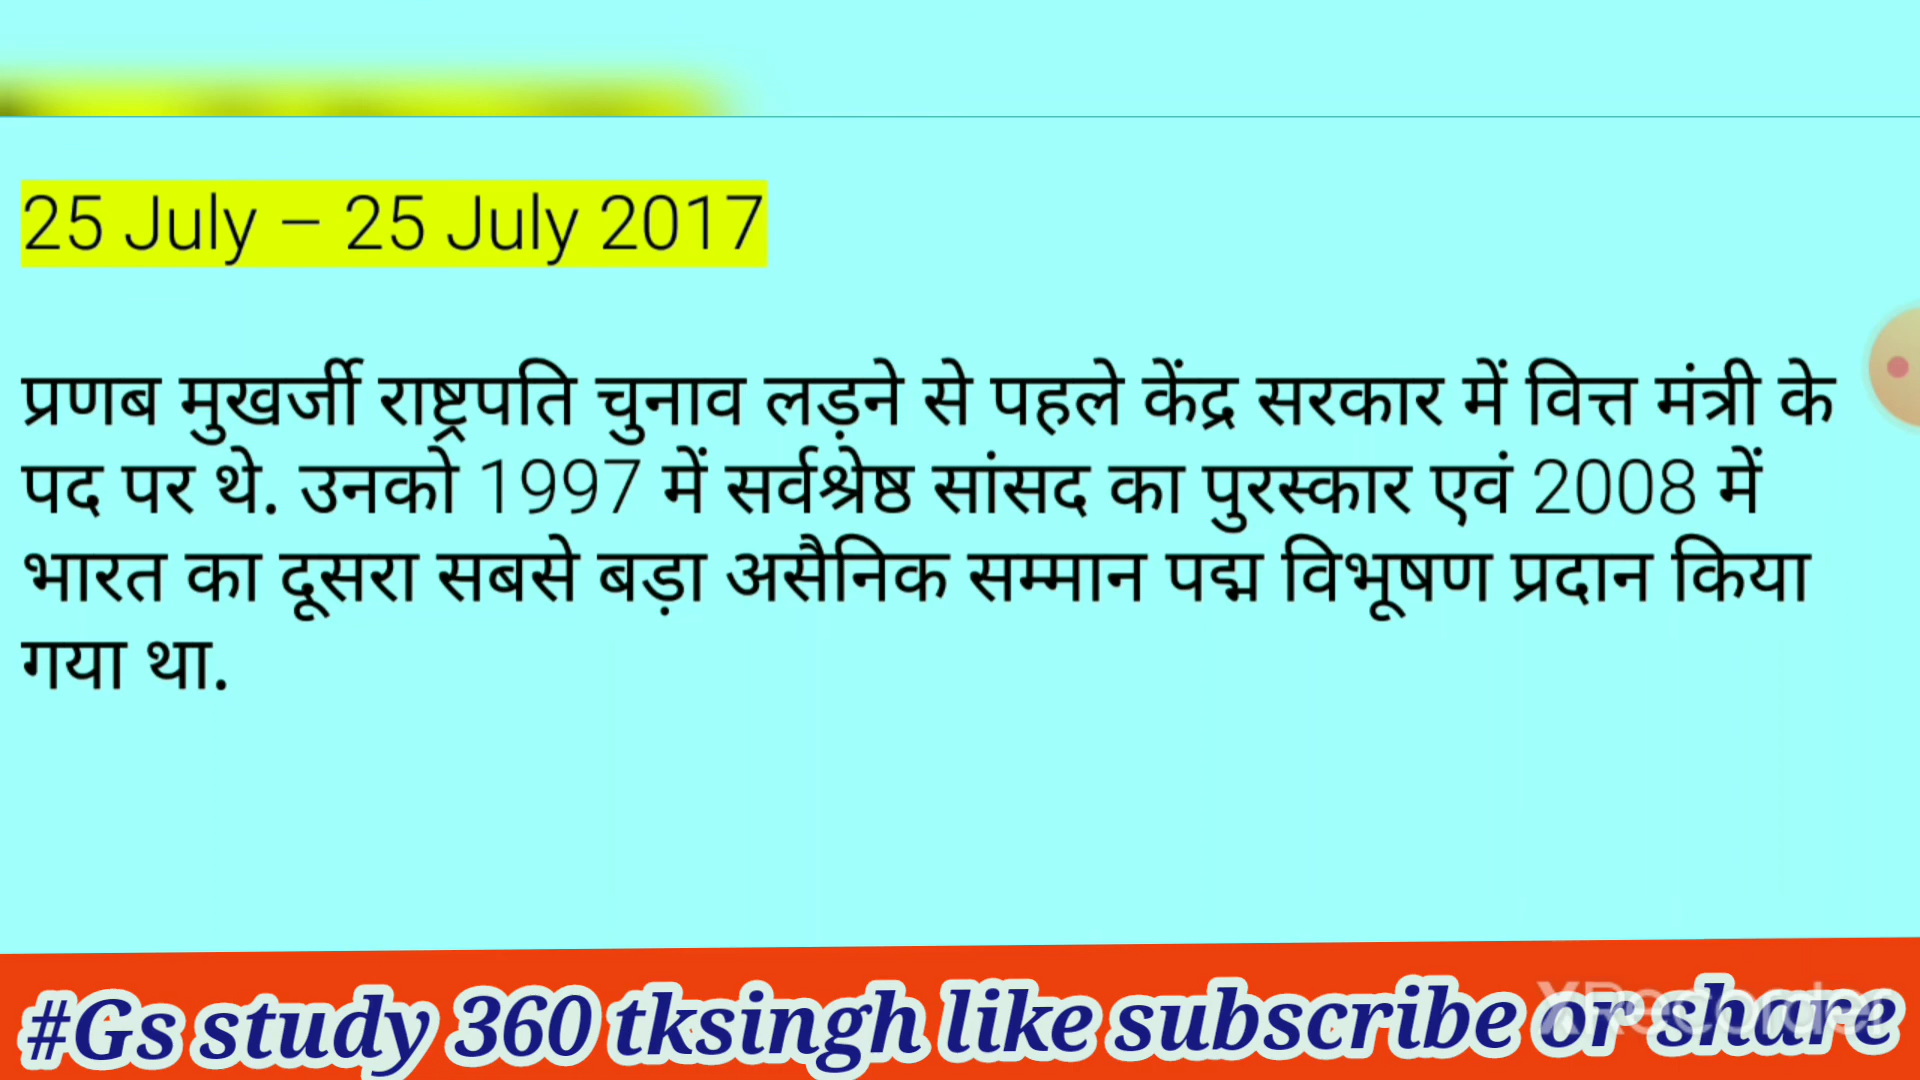 25 July – 25 July 2017
प्रणब मुखर्जी राष्ट्रपति चुनाव लड़ने से पहले केंद्र सरकार में वित्त मंत्री के
पद पर थे. उनको 1997 में सर्वश्रेष्ठ सांसद का पुरस्कार एवं 2008 में
भारत का दूसरा सबसे बड़ा असैनिक सम्मान पद्म विभूषण प्रदान किया
गया था.
#Gs study 360 tksingh like subscribe or share
XRecorder